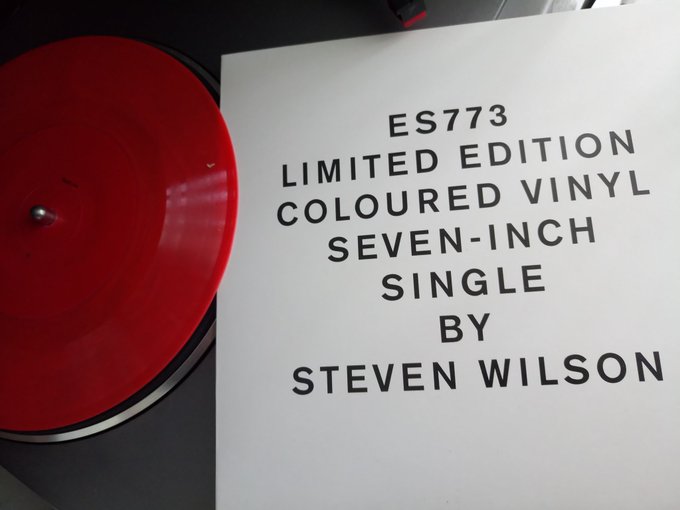 ES773
LIMITED EDITION
COLOURED VINYL
SEVEN-INCH
SINGLE
BY
STEVEN WILSON